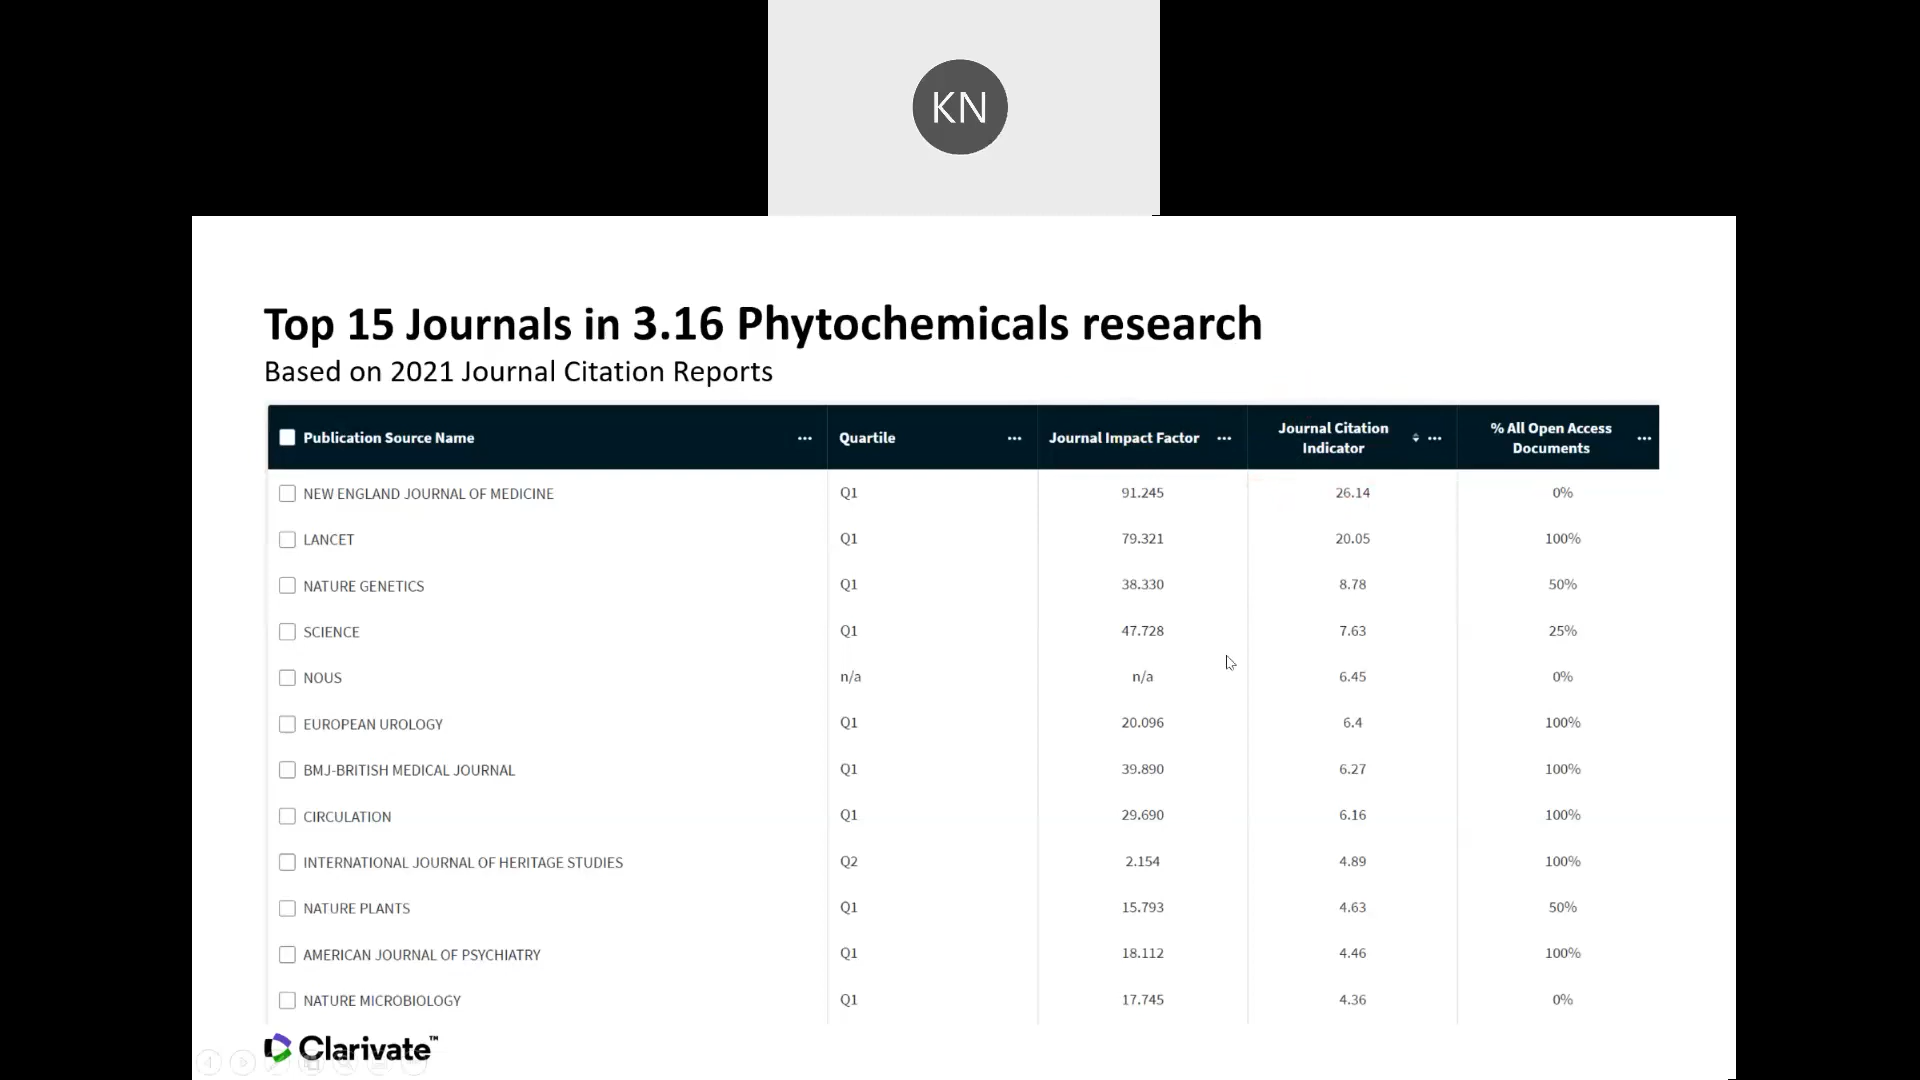 KN
Top 15 Journals in 3.16 Phytochemicals research
Based on 2021 Journal Citation Reports
Publication Source Name ... Quartile ... Journal Impact Factor ... Journal Citation Indicator ... % All Open Access Documents ...
NEW ENGLAND JOURNAL OF MEDICINE Q1 91.245 26.14 0%
LANCET Q1 79.321 20.05 100%
NATURE GENETICS Q1 38.330 8.78 50%
SCIENCE Q1 47.728 7.63 25%
NOUS n/a n/a 6.45 0%
EUROPEAN UROLOGY Q1 20.096 6.4 100%
BMJ-BRITISH MEDICAL JOURNAL Q1 39.890 6.27 100%
CIRCULATION Q1 29.690 6.16 100%
INTERNATIONAL JOURNAL OF HERITAGE STUDIES Q2 2.154 4.89 100%
NATURE PLANTS Q1 15.793 4.63 50%
AMERICAN JOURNAL OF PSYCHIATRY Q1 18.112 4.46 100%
NATURE MICROBIOLOGY Q1 17.745 4.36 0%
Clarivate™